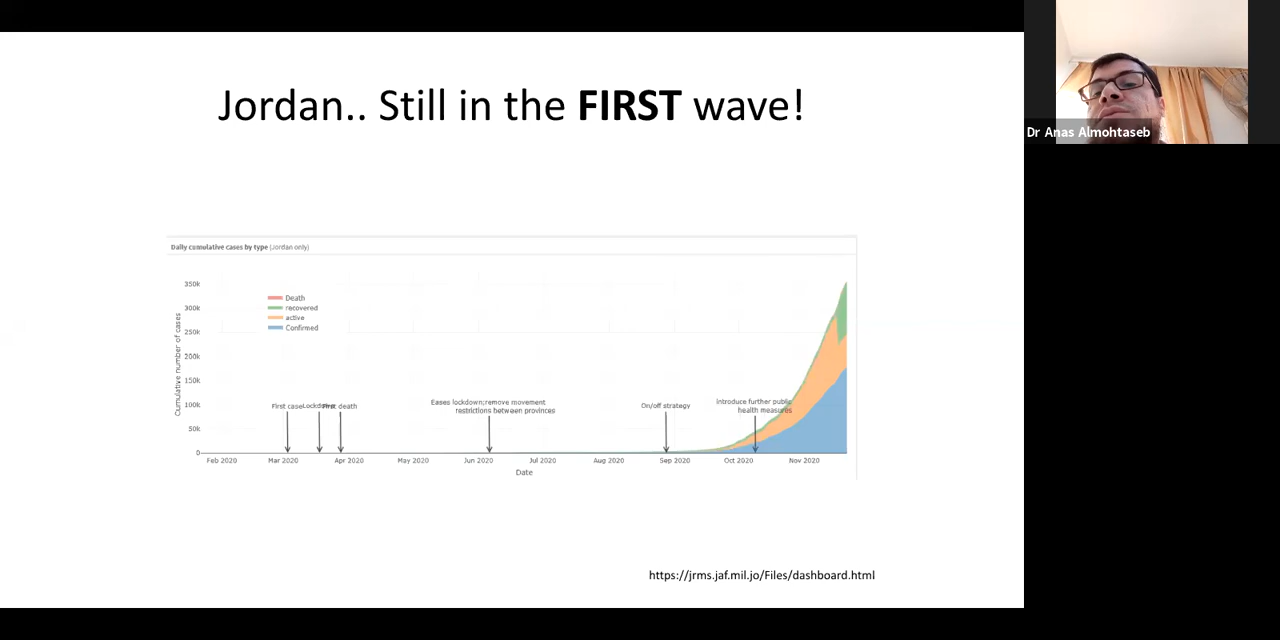 Jordan.. Still in the FIRST wave!
Dr Anas Almohtaseb
Daily cumulative cases by type (Jordan only)
350k
300k
250k
200k
150k
100k
50k
0
Cumulative number of cases
Death
recovered
active
Confirmed
First case
Lockdown
First death
Eases lockdown;remove movement
restrictions between provinces
On/off strategy
introduce further public
health measures
Feb 2020
Mar 2020
Apr 2020
May 2020
Jun 2020
Jul 2020
Aug 2020
Sep 2020
Oct 2020
Nov 2020
Date
https://jrms.jaf.mil.jo/Files/dashboard.html